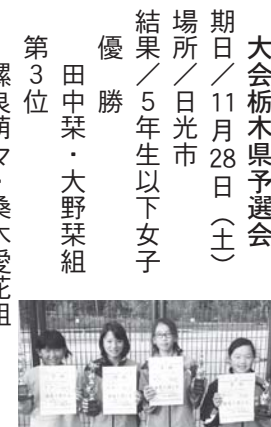 大会栃木県予選会
期日／11月28日（土）
場所／日光市
結果／5年生以下女子
優　勝
田中栞・大野栞組
第3位